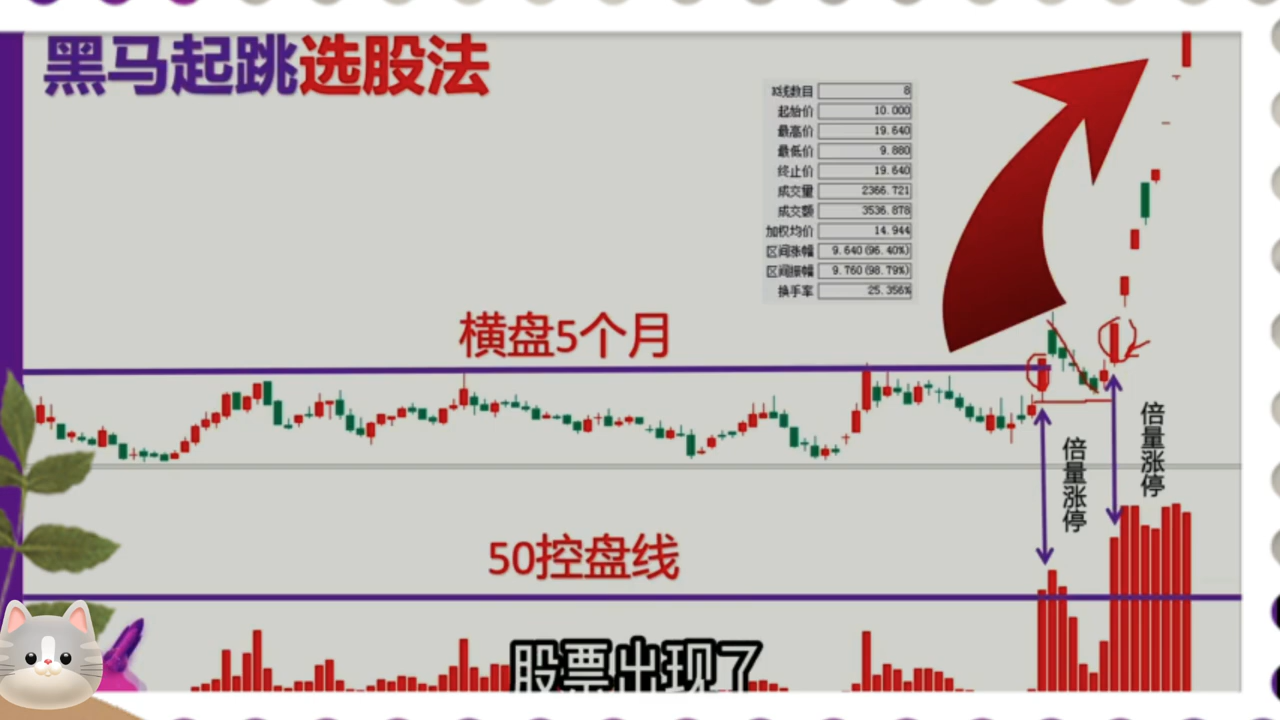 黑马起跳选股法
K线数目 8
起始价 10.000
最高价 19.640
最低价 9.880
终止价 19.640
成交量 2366.721
成交额 3536.878
加权均价 14.944
区间涨幅 9.640(96.40%)
区间振幅 9.760(98.79%)
换手率 25.356%
横盘5个月
倍量涨停
倍量涨停
50控盘线
股票出现了